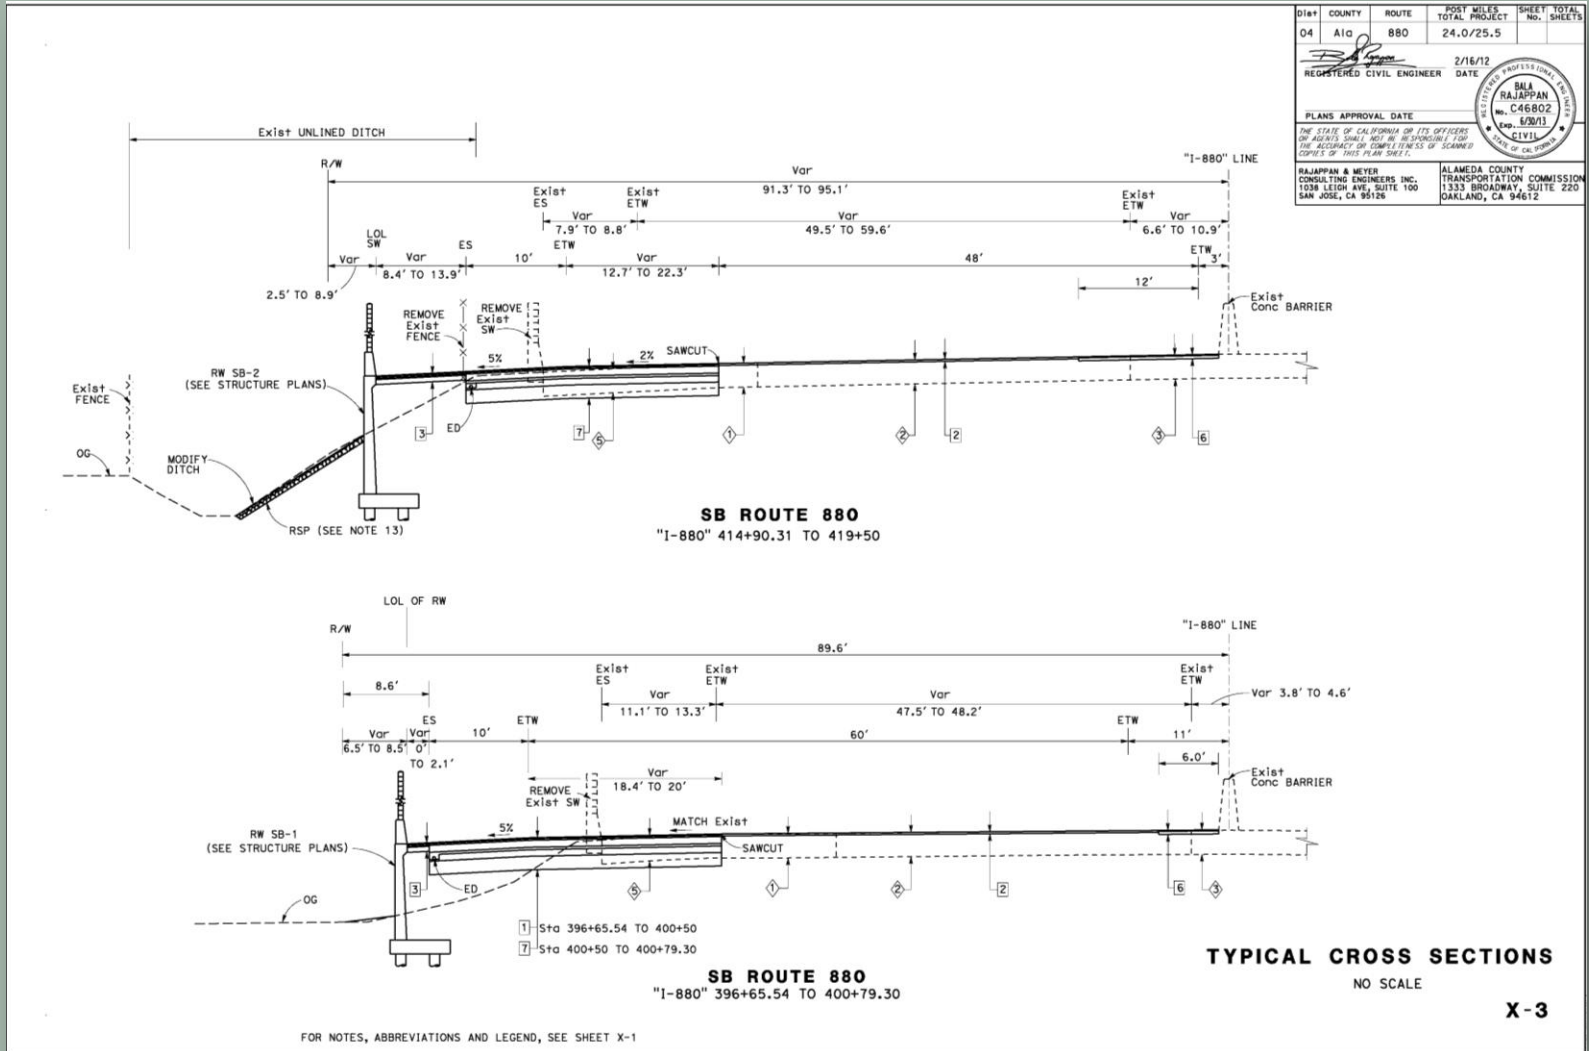 Dist COUNTY ROUTE POST MILES TOTAL PROJECT SHEET No. TOTAL SHEETS
04 Ala 880 24.0/25.5
2/16/12
REGISTERED CIVIL ENGINEER DATE
PLANS APPROVAL DATE
REGISTERED PROFESSIONAL ENGINEER
BALA
RAJAPPAN
No. C46802
Exp. 6/30/13
CIVIL
STATE OF CALIFORNIA
THE STATE OF CALIFORNIA OR ITS OFFICERS
OR AGENTS SHALL NOT BE RESPONSIBLE FOR
THE ACCURACY OR COMPLETENESS OF SCANNED
COPIES OF THIS PLAN SHEET.
RAJAPPAN & MEYER
CONSULTING ENGINEERS INC.
1038 LEIGH AVE, SUITE 100
SAN JOSE, CA 95126
ALAMEDA COUNTY
TRANSPORTATION COMMISSION
1333 BROADWAY, SUITE 220
OAKLAND, CA 94612
Exist UNLINED DITCH
R/W
"I-880" LINE
Var
91.3' TO 95.1'
Exist
ES
Exist
ETW
Exist
ETW
Var
7.9' TO 8.8'
Var
49.5' TO 59.6'
Var
6.6' TO 10.9'
LOL
SW
ES
ETW
ETW
Var
Var
8.4' TO 13.9'
10'
Var
12.7' TO 22.3'
48'
3'
2.5' TO 8.9'
12'
REMOVE
Exist
FENCE
REMOVE
Exist
SW
Exist
Conc BARRIER
5%
2%
SAWCUT
RW SB-2
(SEE STRUCTURE PLANS)
Exist
FENCE
3
ED
7
5
1
2
2
3
6
OG
MODIFY
DITCH
RSP (SEE NOTE 13)
SB ROUTE 880
"I-880" 414+90.31 TO 419+50
LOL OF RW
R/W
"I-880" LINE
89.6'
Exist
ES
Exist
ETW
Exist
ETW
8.6'
Var
11.1' TO 13.3'
Var
47.5' TO 48.2'
Var 3.8' TO 4.6'
ES
ETW
ETW
Var
6.5' TO 8.5'
Var
0'
TO 2.1'
10'
60'
11'
6.0'
Var
18.4' TO 20'
REMOVE
Exist SW
Exist
Conc BARRIER
MATCH Exist
5%
SAWCUT
RW SB-1
(SEE STRUCTURE PLANS)
3
ED
5
1
2
2
6
3
OG
1 Sta 396+65.54 TO 400+50
7 Sta 400+50 TO 400+79.30
SB ROUTE 880
"I-880" 396+65.54 TO 400+79.30
TYPICAL CROSS SECTIONS
NO SCALE
X-3
FOR NOTES, ABBREVIATIONS AND LEGEND, SEE SHEET X-1